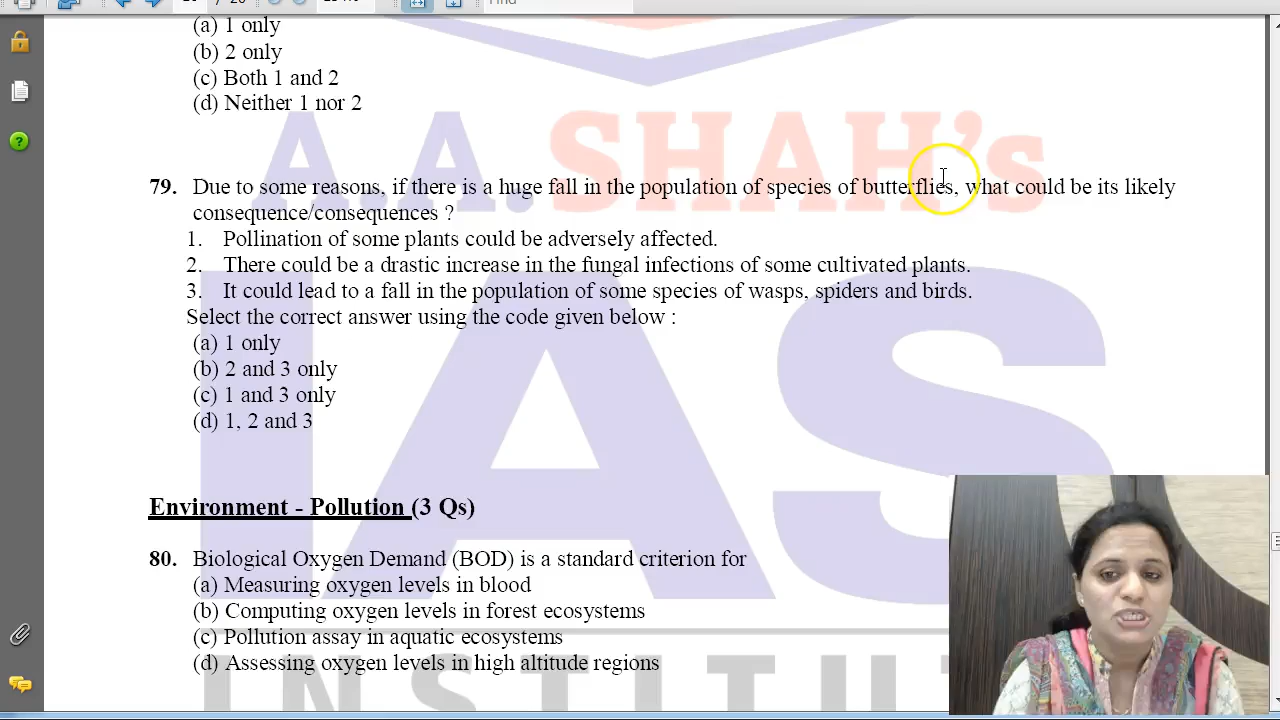 (a) 1 only
(b) 2 only
(c) Both 1 and 2
(d) Neither 1 nor 2
A.A.SHAH's
79. Due to some reasons, if there is a huge fall in the population of species of butterflies, what could be its likely
consequence/consequences ?
1. Pollination of some plants could be adversely affected.
2. There could be a drastic increase in the fungal infections of some cultivated plants.
3. It could lead to a fall in the population of some species of wasps, spiders and birds.
Select the correct answer using the code given below :
(a) 1 only
(b) 2 and 3 only
(c) 1 and 3 only
(d) 1, 2 and 3
IAS
Environment - Pollution (3 Qs)
80. Biological Oxygen Demand (BOD) is a standard criterion for
(a) Measuring oxygen levels in blood
(b) Computing oxygen levels in forest ecosystems
(c) Pollution assay in aquatic ecosystems
(d) Assessing oxygen levels in high altitude regions